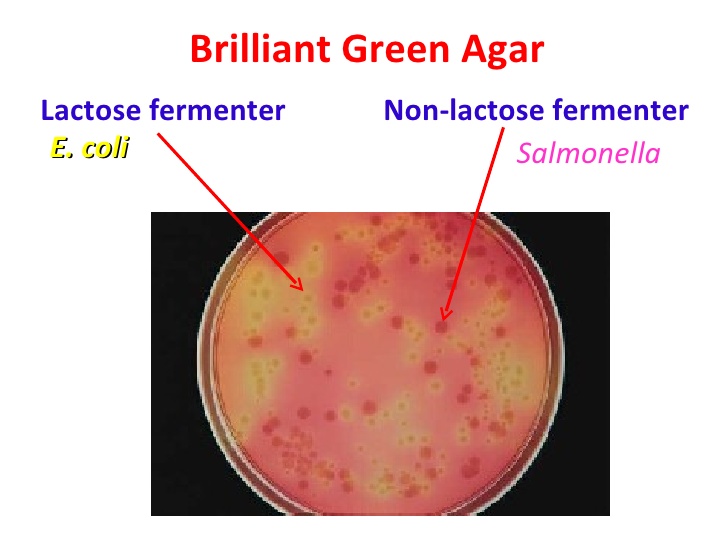 Brilliant Green Agar
Lactose fermenter
E. coli
Non-lactose fermenter
Salmonella